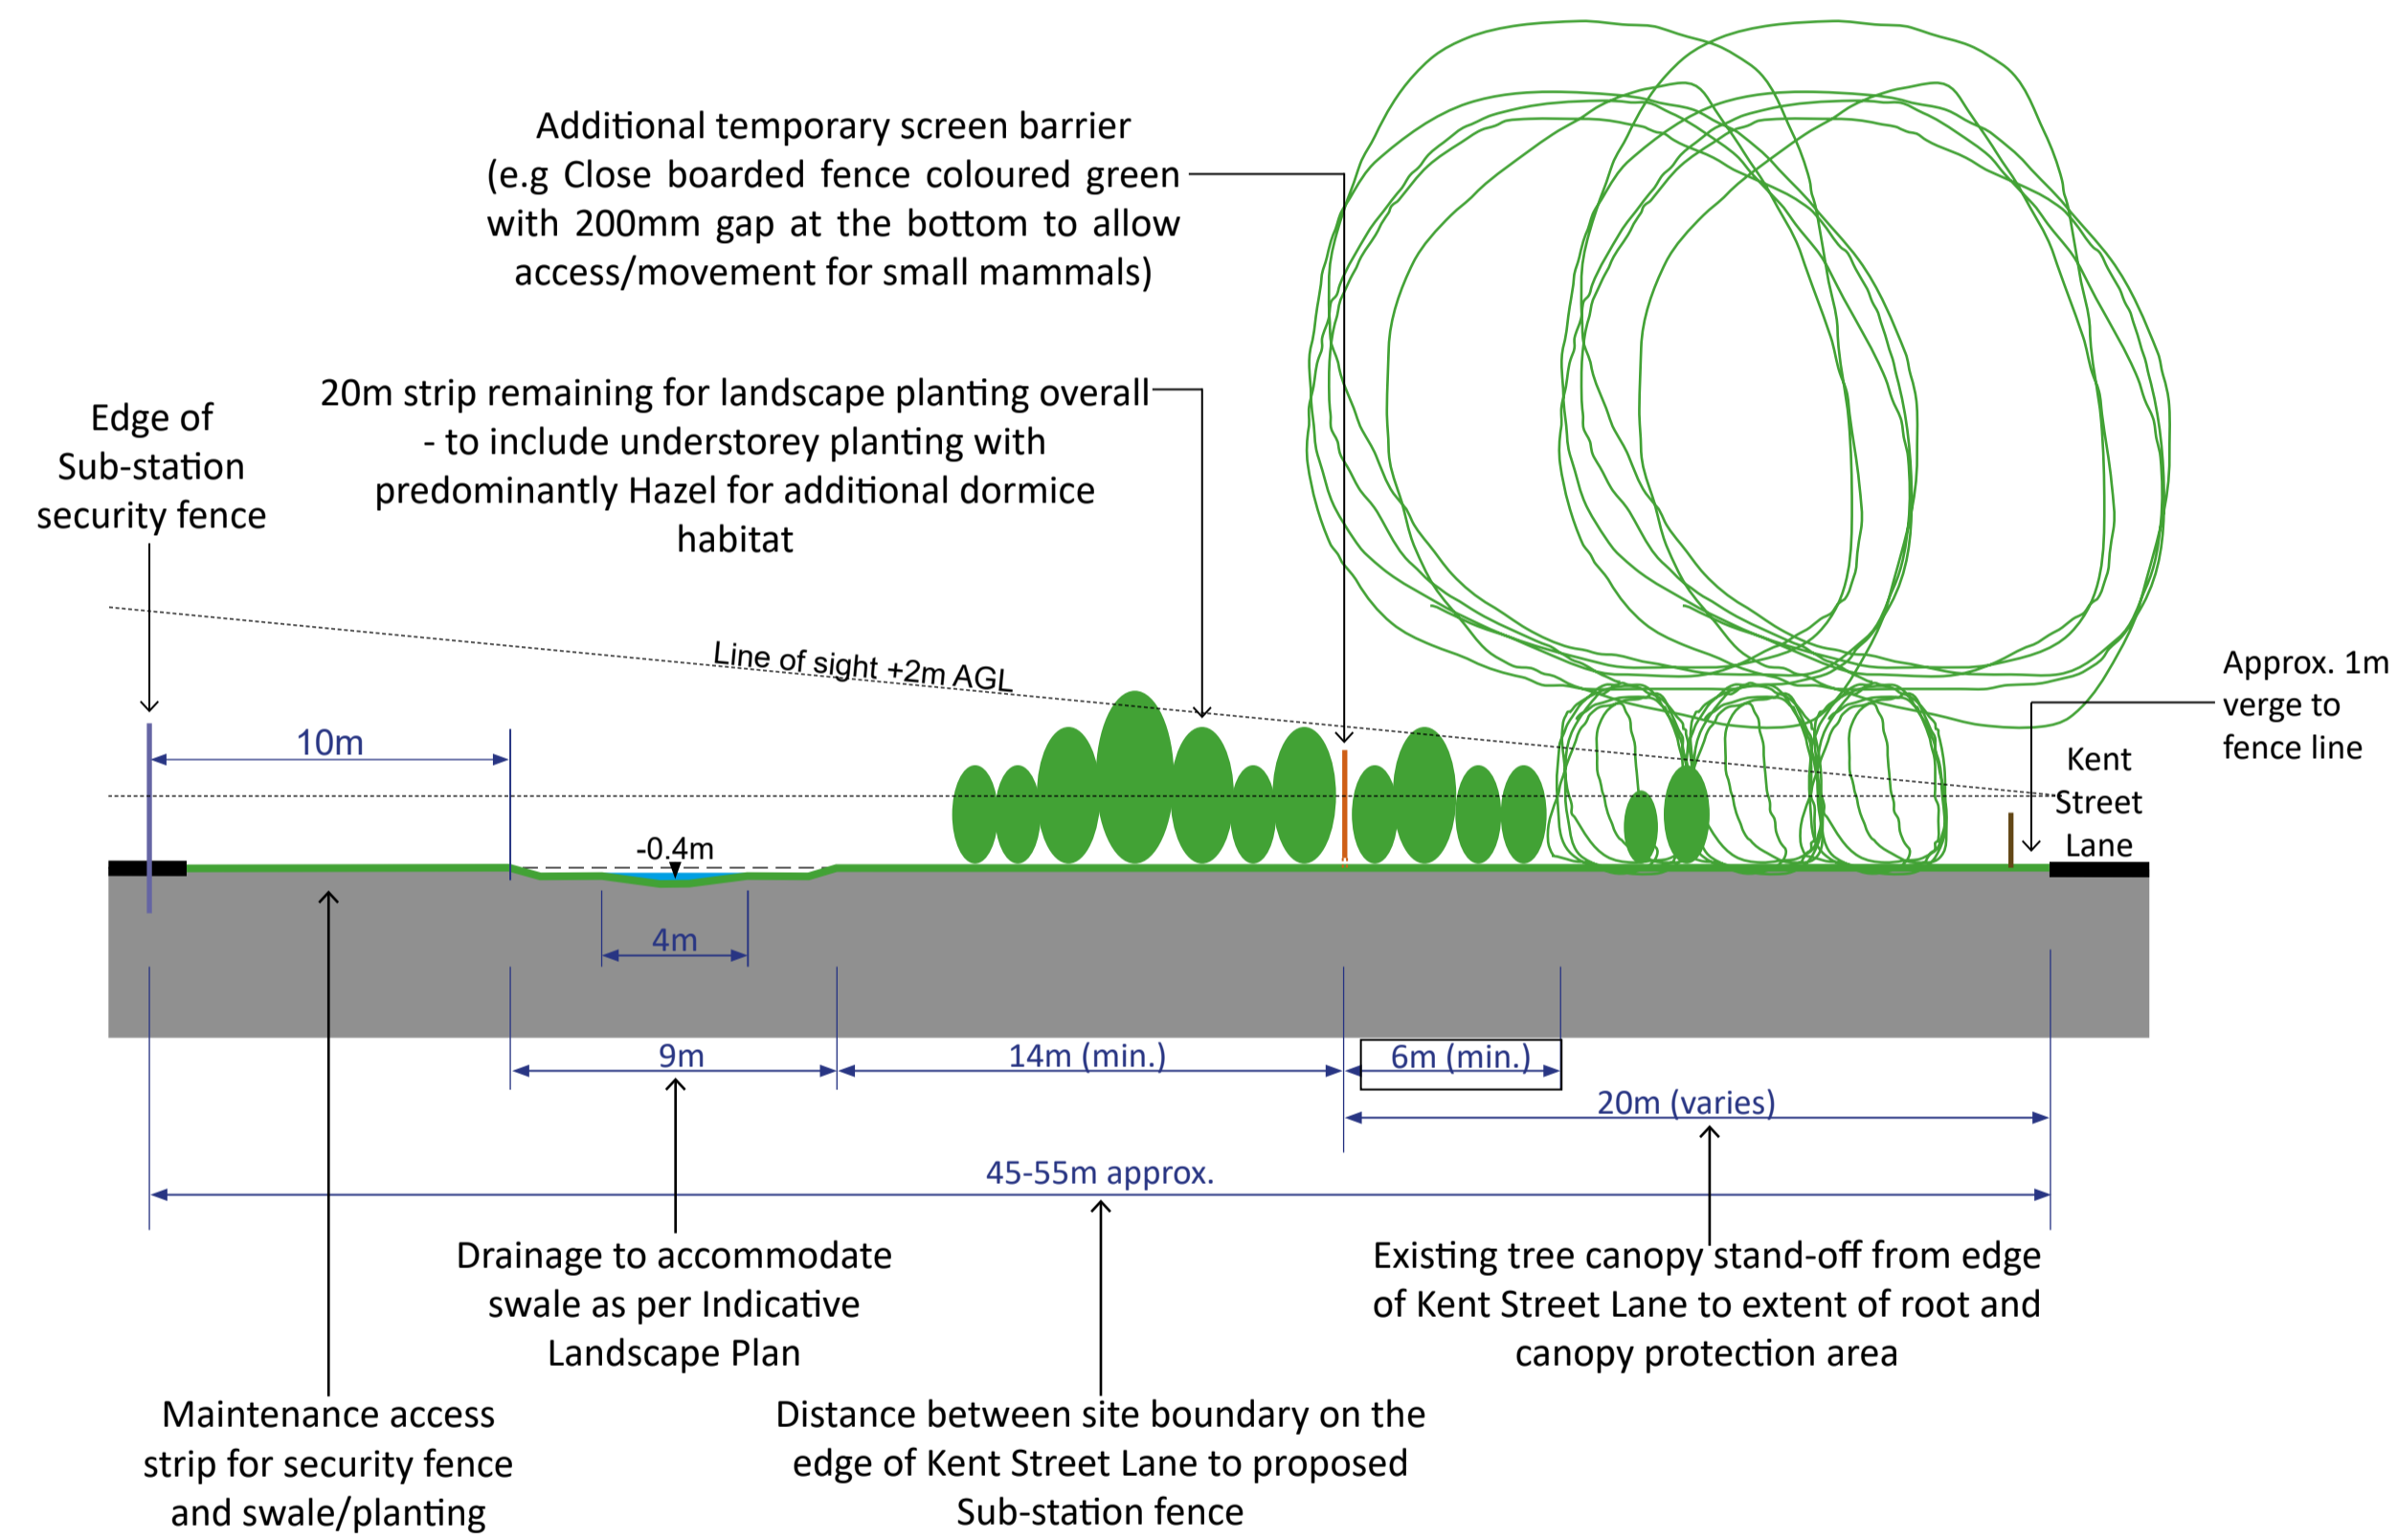 Additional temporary screen barrier
(e.g Close boarded fence coloured green
with 200mm gap at the bottom to allow
access/movement for small mammals)
20m strip remaining for landscape planting overall
- to include understorey planting with
predominantly Hazel for additional dormice
habitat
Edge of
Sub-station
security fence
Line of sight +2m AGL
Approx. 1m
verge to
fence line
Kent
Street
Lane
10m
-0.4m
4m
9m
14m (min.)
6m (min.)
20m (varies)
45-55m approx.
Drainage to accommodate
swale as per Indicative
Landscape Plan
Existing tree canopy stand-off from edge
of Kent Street Lane to extent of root and
canopy protection area
Maintenance access
strip for security fence
and swale/planting
Distance between site boundary on the
edge of Kent Street Lane to proposed
Sub-station fence